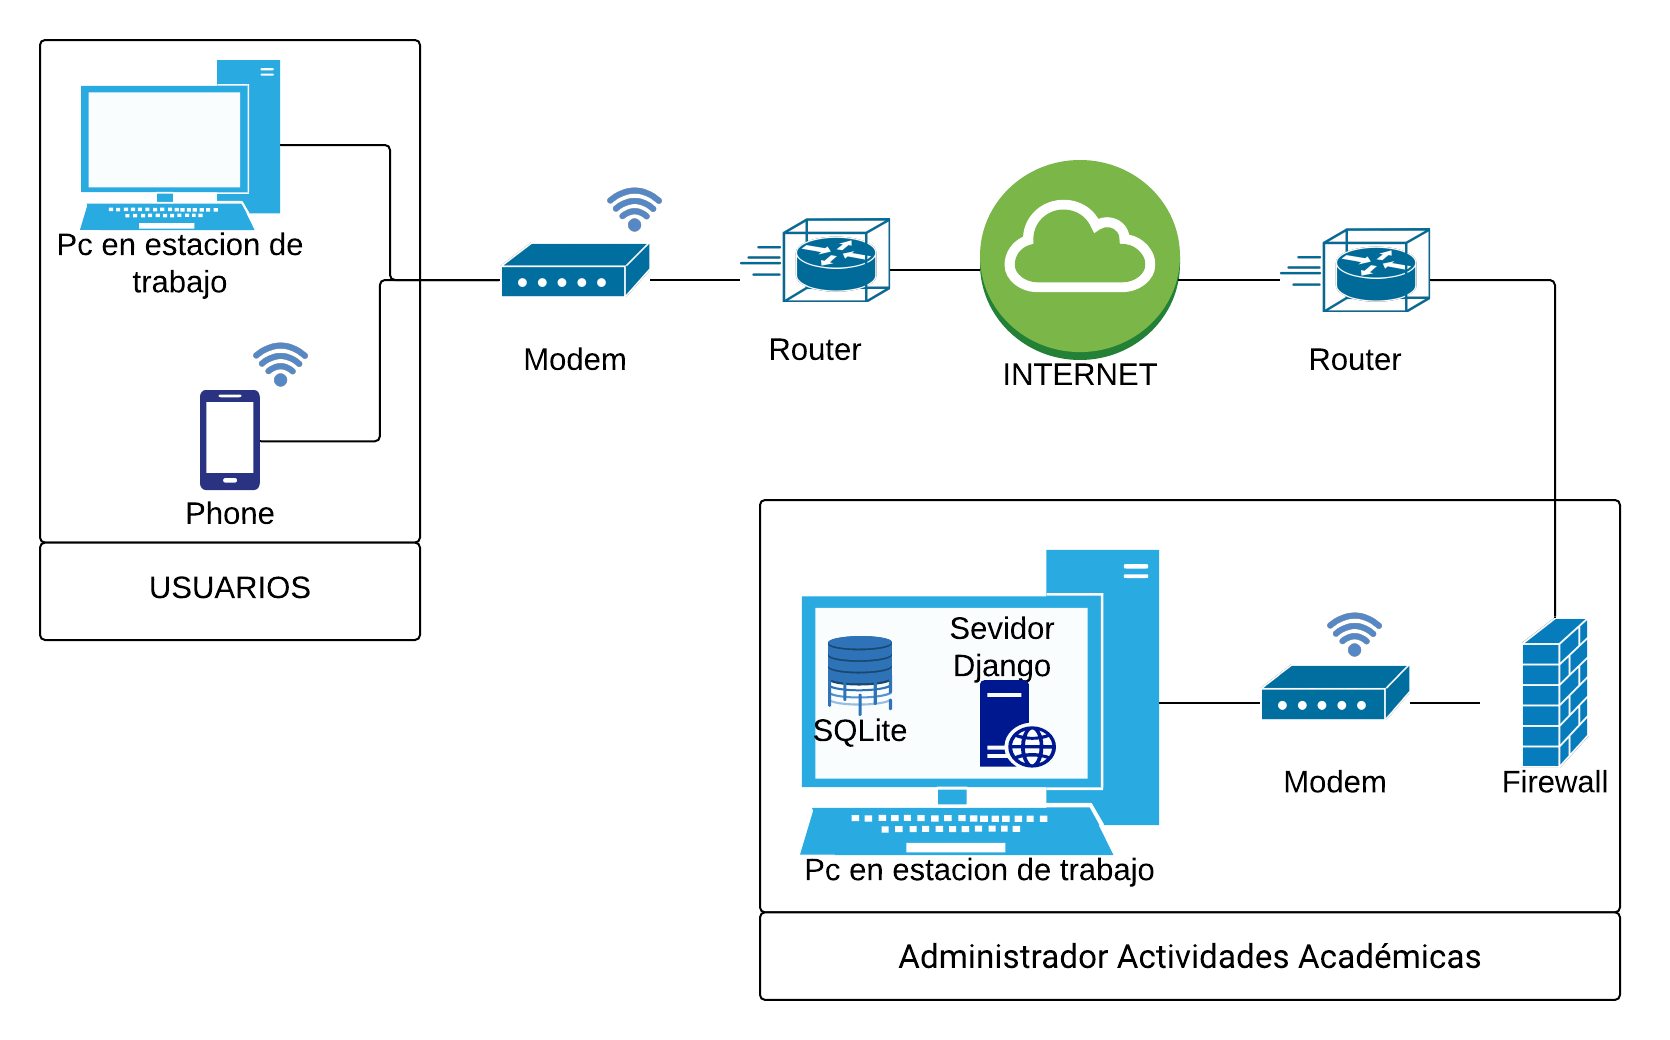 Pc en estacion de
trabajo
Phone
USUARIOS
Modem
Router
INTERNET
Router
Sevidor
Django
SQLite
Pc en estacion de trabajo
Modem
Firewall
Administrador Actividades Académicas